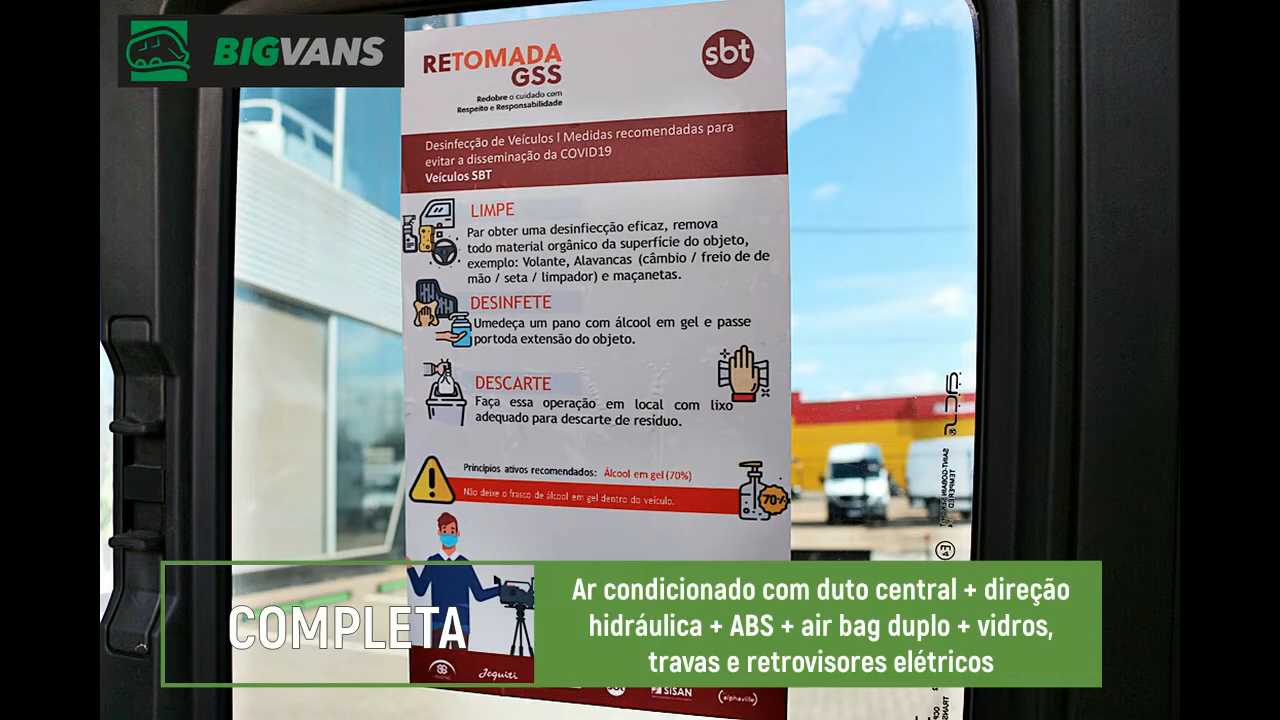 BIGVANS
RETOMADA
GSS
Redobre o cuidado com
Respeito e Responsabilidade
sbt
Desinfecção de Veículos | Medidas recomendadas para
evitar a disseminação da COVID19
Veículos SBT
LIMPE
Par obter uma desinfiecção eficaz, remova
todo material orgânico da superfície do objeto,
exemplo: Volante, Alavancas (câmbio / freio de de
mão / seta / limpador) e maçanetas.
DESINFETE
Umedeça um pano com álcool em gel e passe
portoda extensão do objeto.
DESCARTE
Faça essa operação em local com lixo
adequado para descarte de resíduo.
Princípios ativos recomendados: Álcool em gel (70%)
Não deixe o frasco de álcool em gel dentro do veículo.
70%
COMPLETA
Ar condicionado com duto central + direção
hidráulica + ABS + air bag duplo + vidros,
travas e retrovisores elétricos
Jequiti
SISAN
(alphaville)
TEMPERED
E4